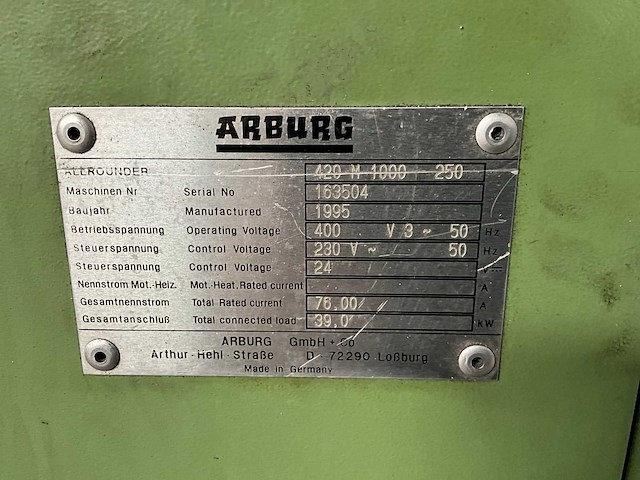 ARBURG
ALLROUNDER 420 M 1000 - 250
Maschinen Nr Serial No 163504
Baujahr Manufactured 1995
Betriebsspannung Operating Voltage 400 V 3 ~ 50 Hz
Steuerspannung Control Voltage 230 V ~ 50 Hz
Steuerspannung Control Voltage 24 V
Nennstrom Mot.-Heiz. Mot.-Heat. Rated current A
Gesamtnennstrom Total Rated current 76.00 A
Gesamtanschluß Total connected load 39.0 kW
ARBURG GmbH + Co
Arthur-Hehl-Straße D-72290 Loßburg
Made in Germany